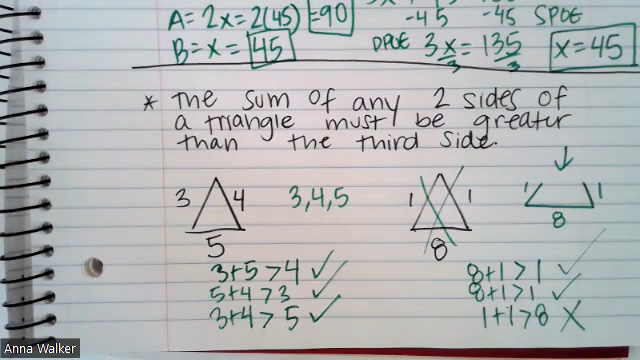 A = 2x = 2(45) = 90
-45 -45 SPOE
B = x = 45
DPOE 3x = 135
3 3
x = 45
* The sum of any 2 sides of
a triangle must be greater
than the third side.
3 4 3,4,5 1 1 1 1
5 8 8
3+5>4 ✓ 8+1>1 ✓
5+4>3 ✓ 8+1>1 ✓
3+4>5 ✓ 1+1>8 X
Anna Walker